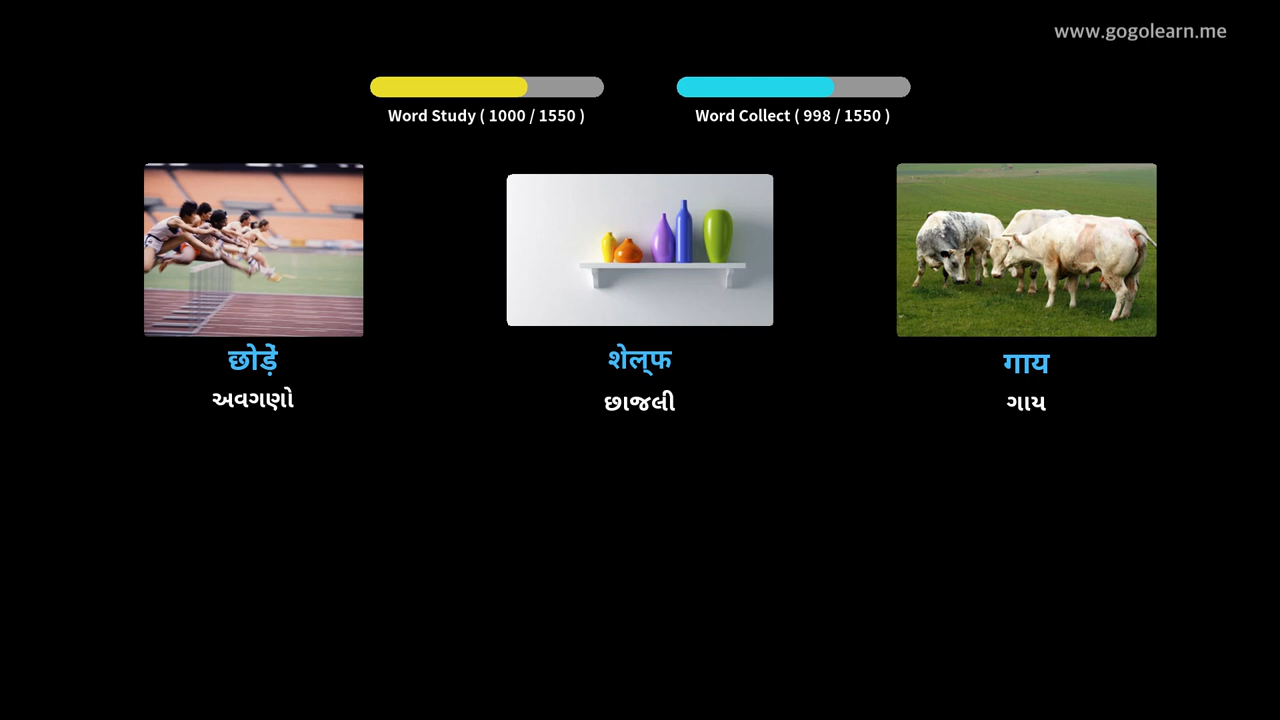 www.gogolearn.me
Word Study ( 1000 / 1550 )
Word Collect ( 998 / 1550 )
छोड़ें
અવગણો
शेल्फ
છાજલી
गाय
ગાય